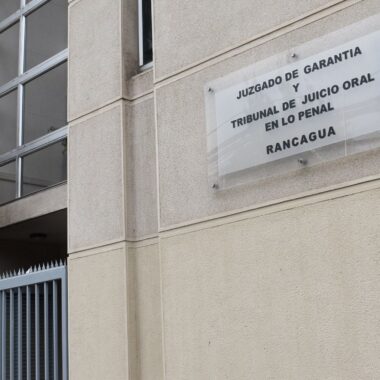 JUZGADO DE GARANTIA
Y
TRIBUNAL DE JUICIO ORAL
EN LO PENAL
RANCAGUA